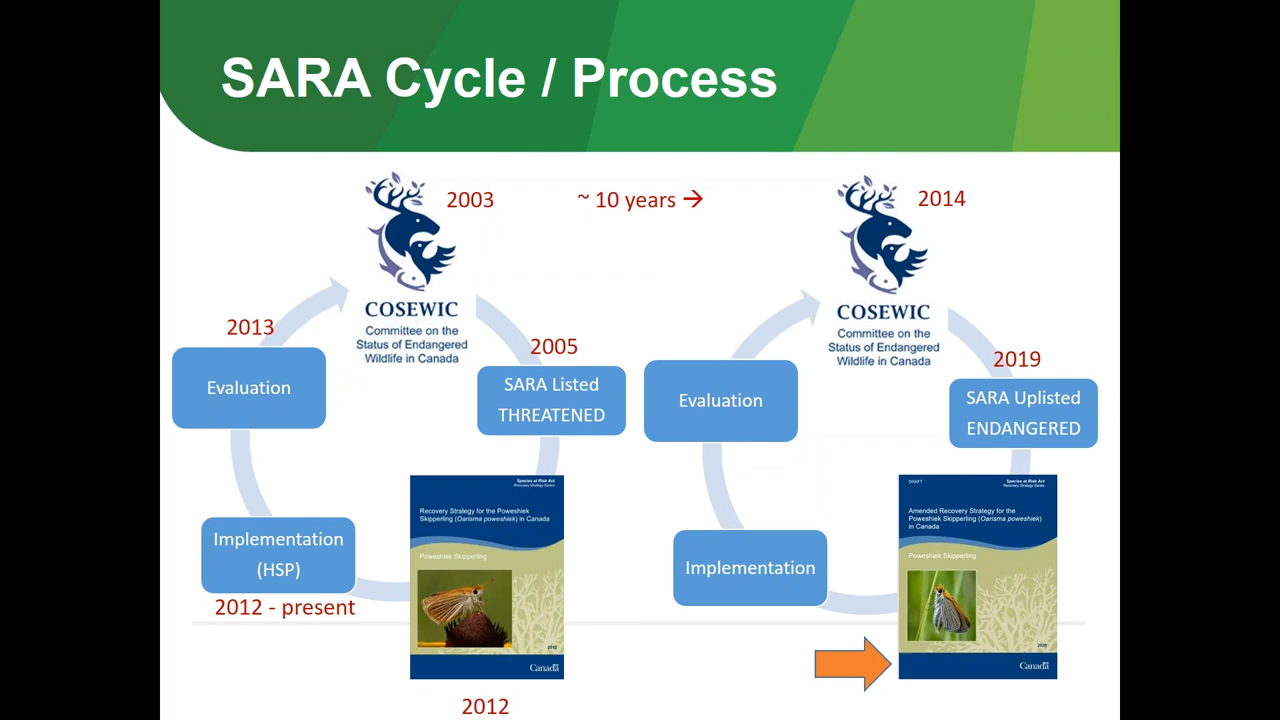 SARA Cycle / Process
2003
~ 10 years →
2014
COSEWIC
Committee on the
Status of Endangered
Wildlife in Canada
COSEWIC
Committee on the
Status of Endangered
Wildlife in Canada
2013
Evaluation
2005
SARA Listed
THREATENED
Evaluation
2019
SARA Uplisted
ENDANGERED
Species at Risk Act
Recovery Strategy Series
Recovery Strategy for the Poweshiek
Skipperling (Oarisma poweshiek) in Canada
Poweshiek Skipperling
2012
Canada
DRAFT
Species at Risk Act
Recovery Strategy Series
Amended Recovery Strategy for the
Poweshiek Skipperling (Oarisma poweshiek)
in Canada
Poweshiek Skipperling
2020
Canada
Implementation
(HSP)
2012 - present
Implementation
2012